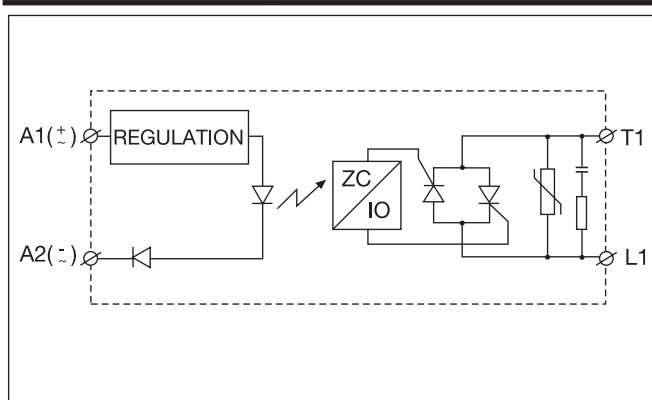 A1(+~)
REGULATION
T1
ZC
IO
A2(-~)
L1